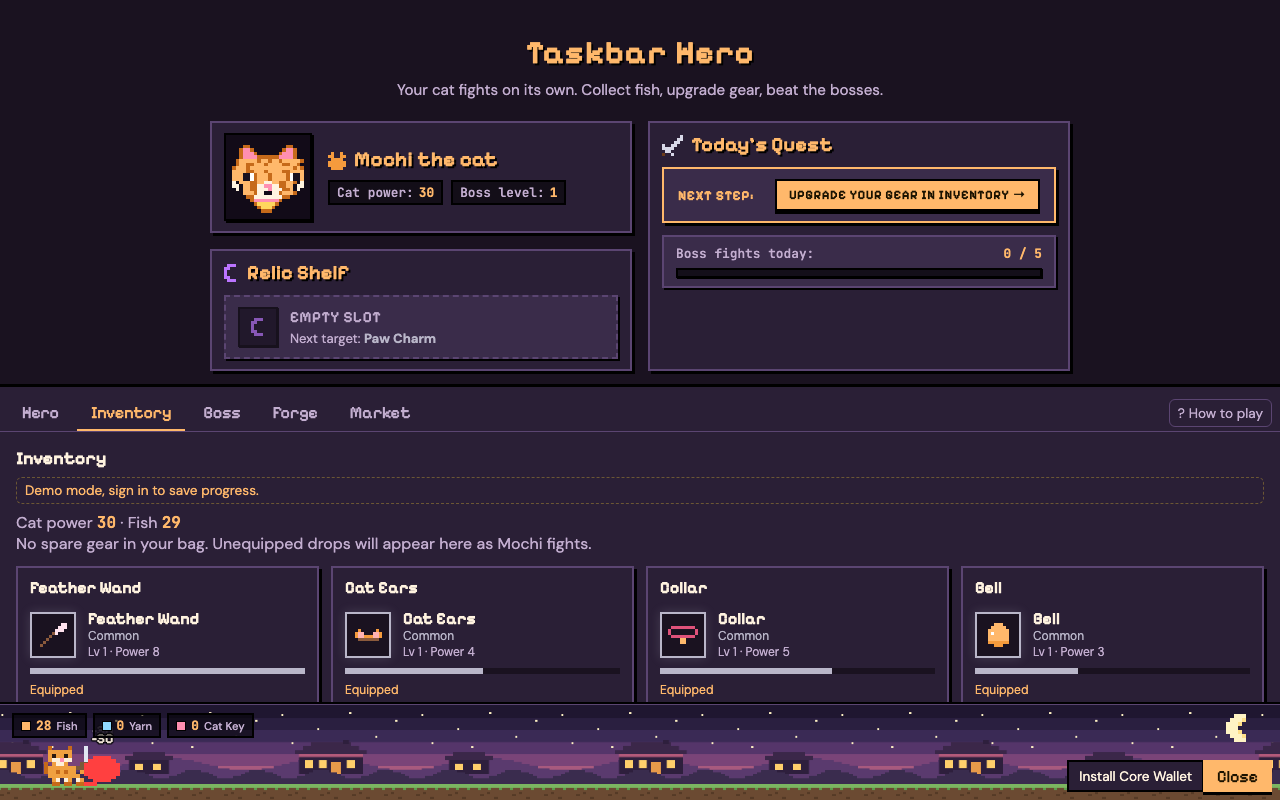 Taskbar Hero
Your cat fights on its own. Collect fish, upgrade gear, beat the bosses.
Mochi the cat
Cat power: 30
Boss level: 1
Relic Shelf
EMPTY SLOT
Next target: Paw Charm
Today's Quest
NEXT STEP:
UPGRADE YOUR GEAR IN INVENTORY →
Boss fights today: 0 / 5
Hero Inventory Boss Forge Market
? How to play
Inventory
Demo mode, sign in to save progress.
Cat power 30 · Fish 29
No spare gear in your bag. Unequipped drops will appear here as Mochi fights.
Feather Wand
Feather Wand
Common
Lv 1 · Power 8
Equipped
Cat Ears
Cat Ears
Common
Lv 1 · Power 4
Equipped
Collar
Collar
Common
Lv 1 · Power 5
Equipped
Bell
Bell
Common
Lv 1 · Power 3
Equipped
28 Fish
0 Yarn
0 Cat Key
-30
Install Core Wallet
Close